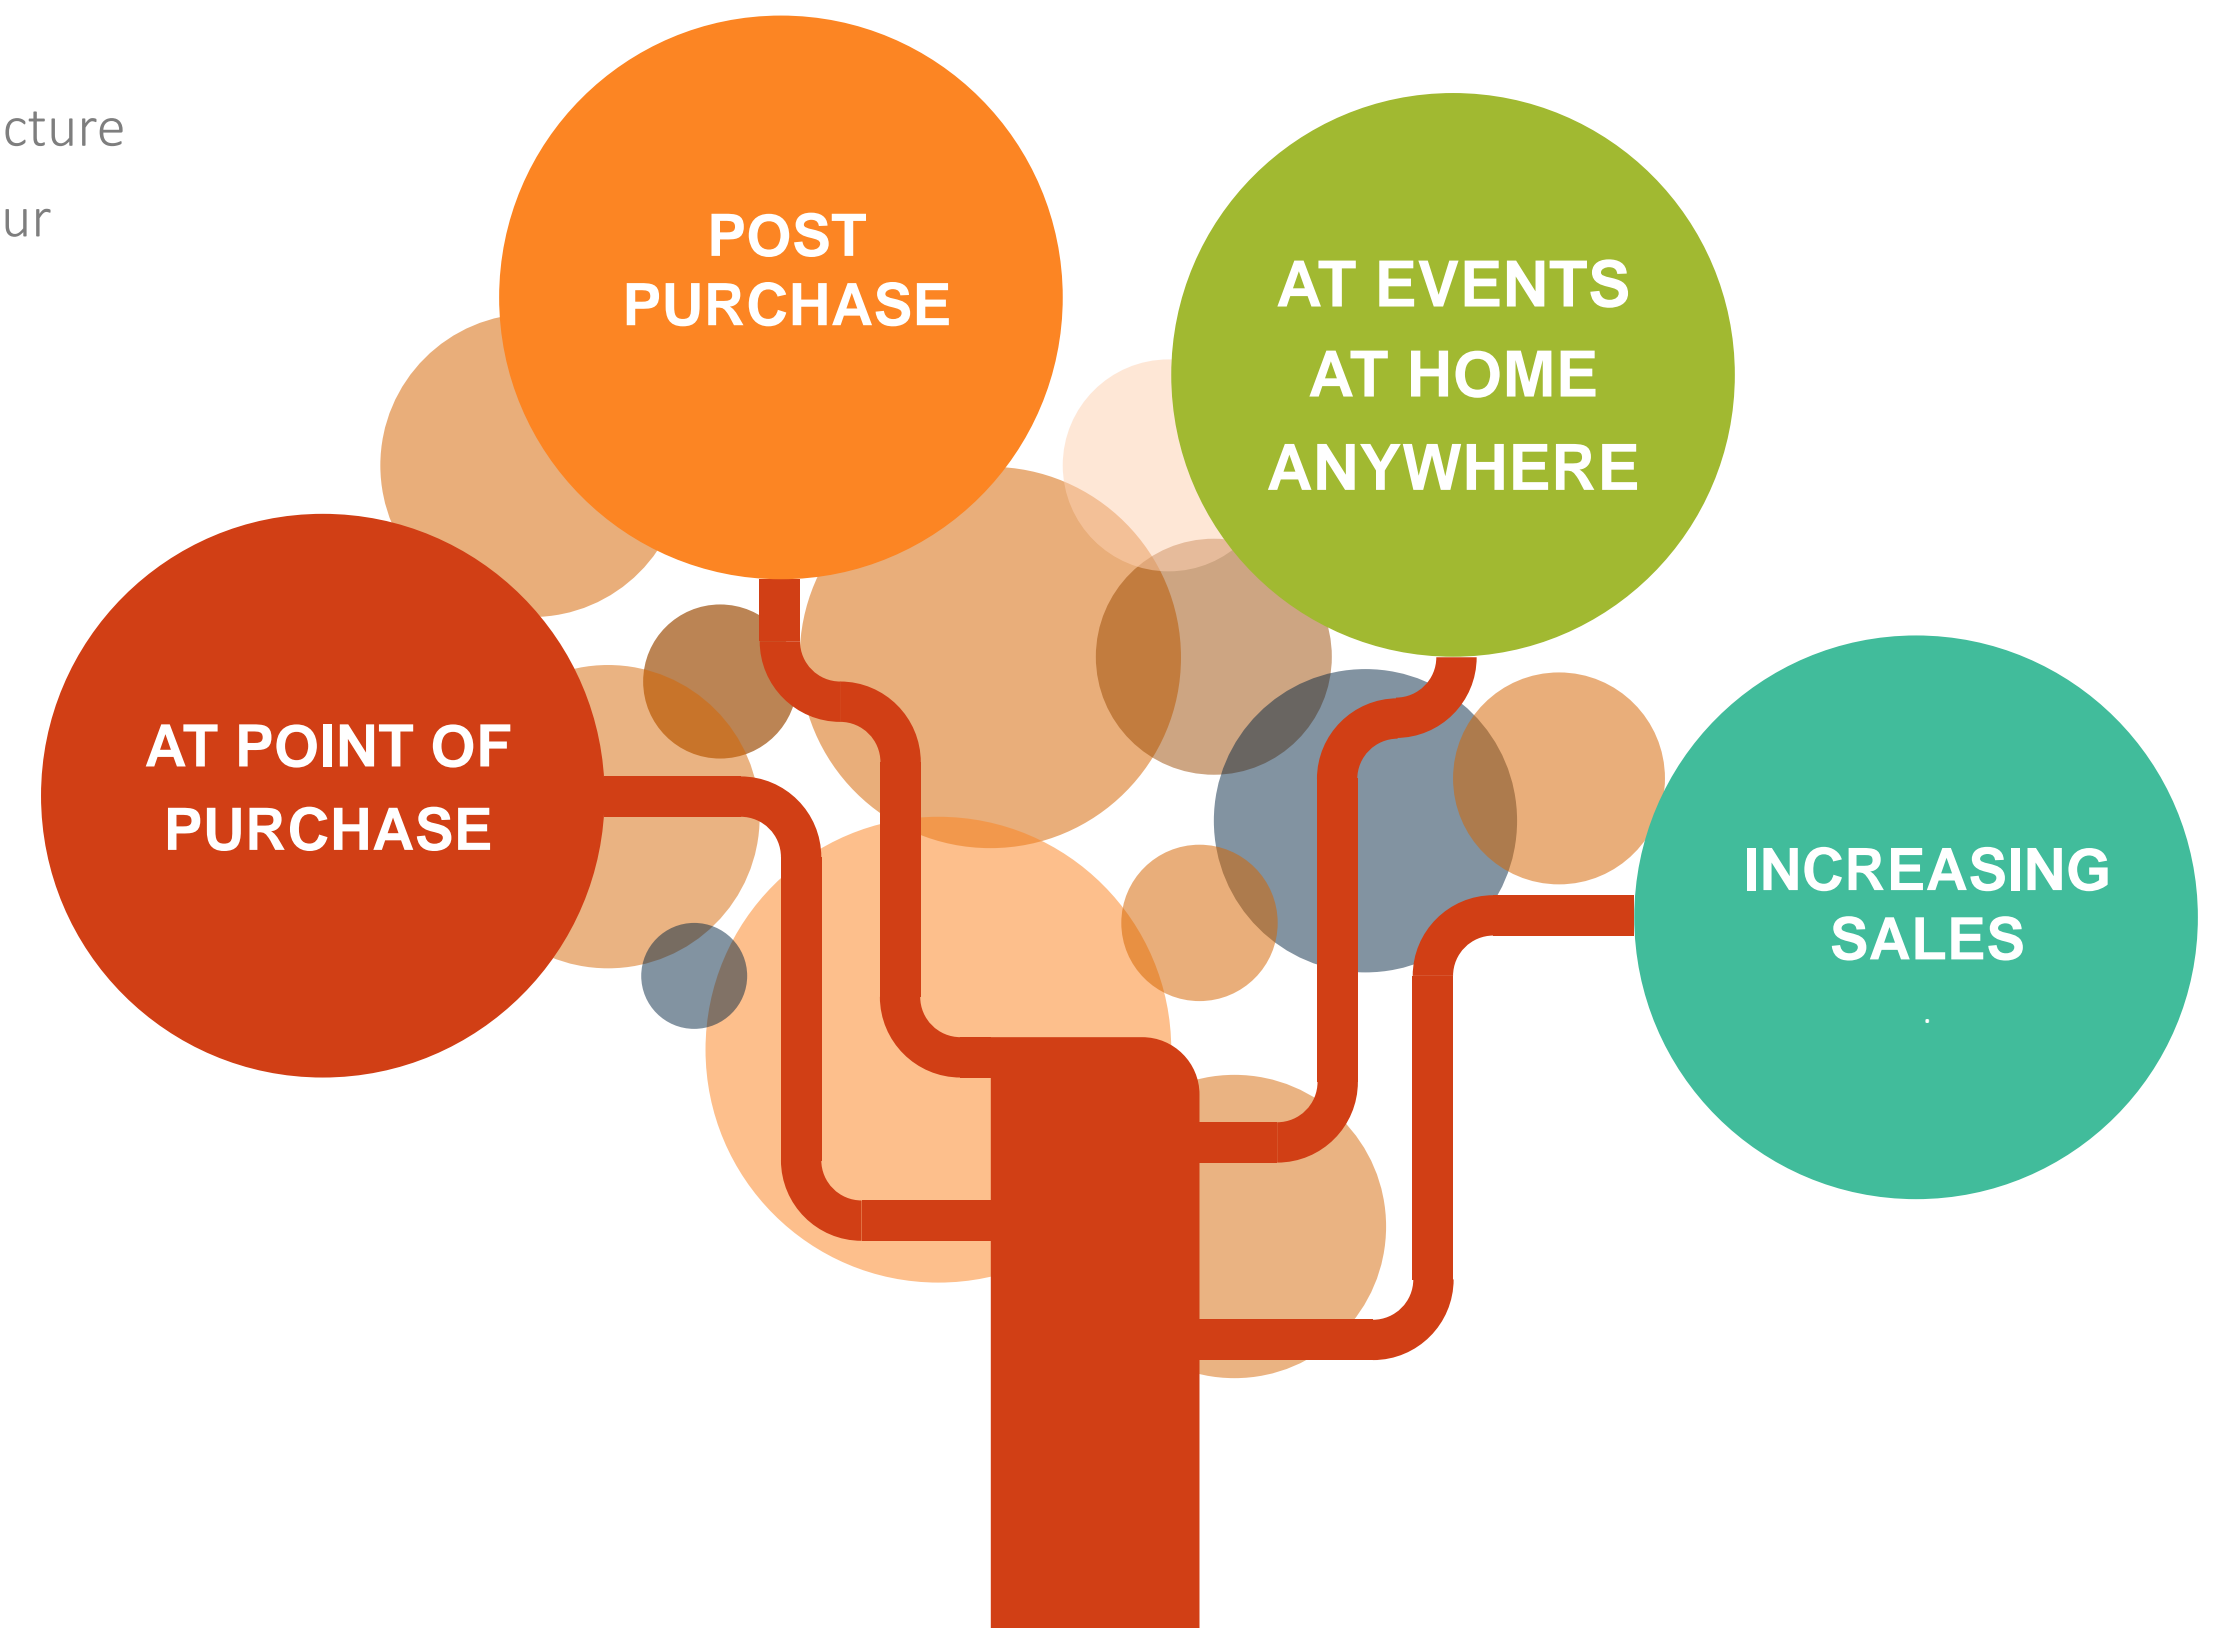 cture
ur
POST
PURCHASE
AT EVENTS
AT HOME
ANYWHERE
AT POINT OF
PURCHASE
INCREASING
SALES
.